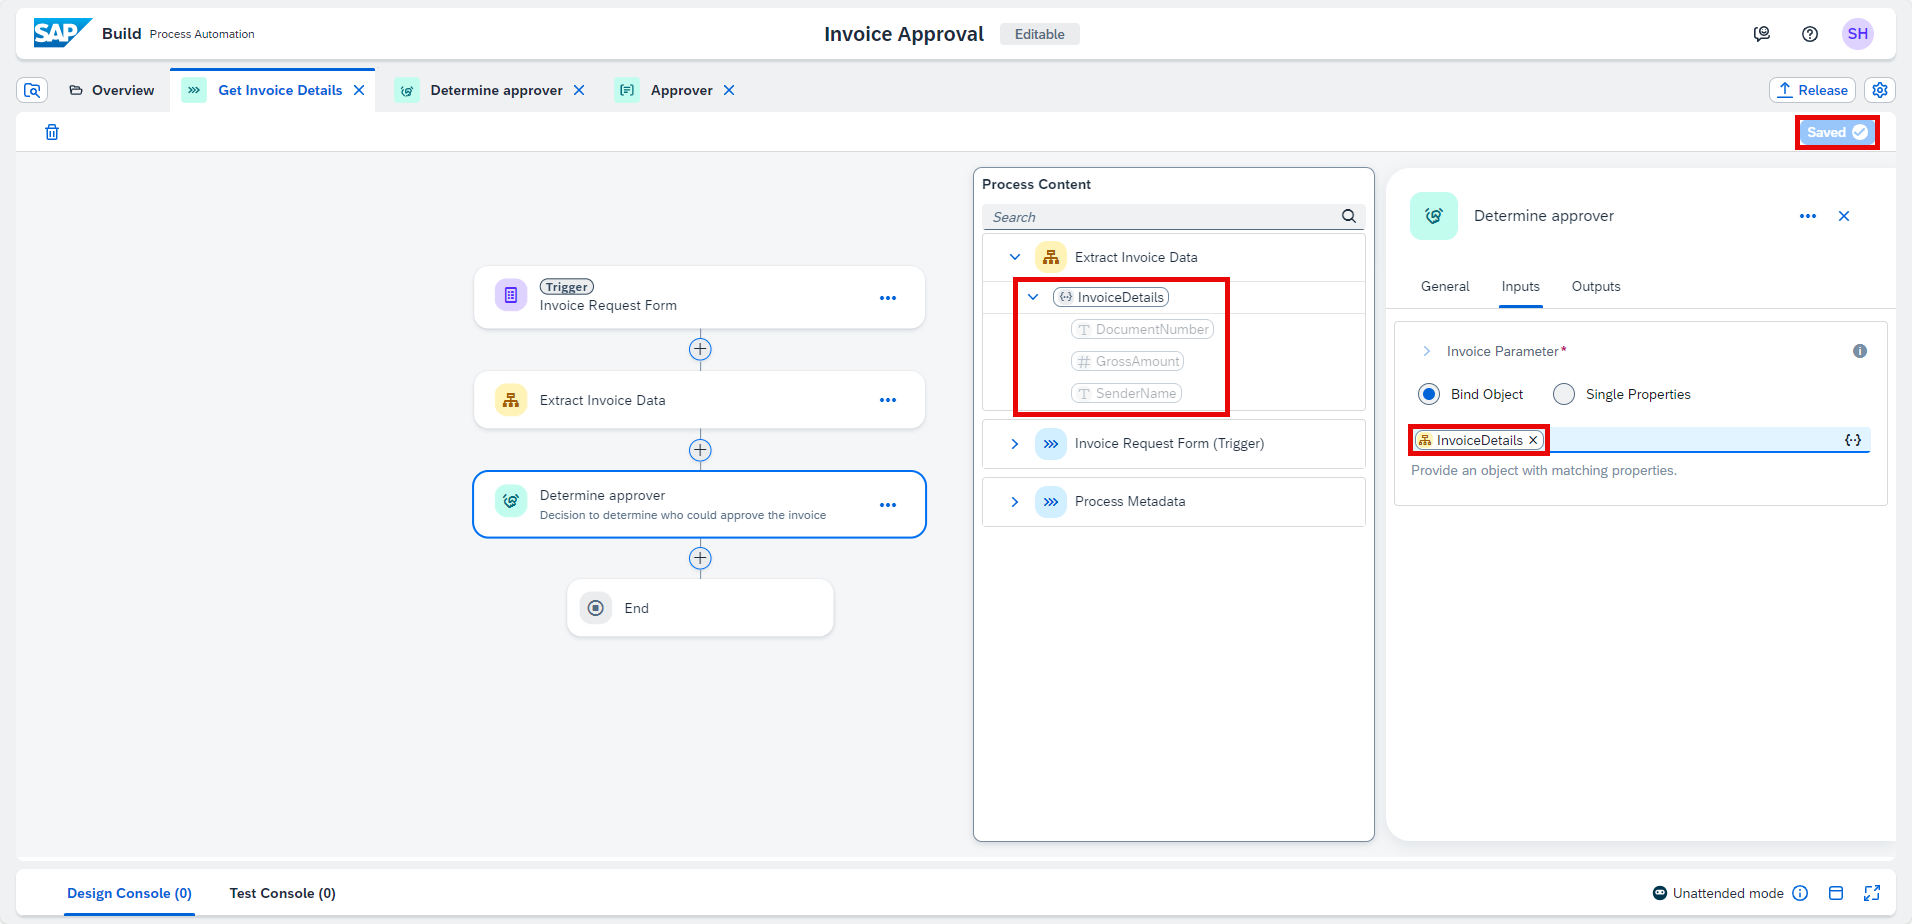 SAP Build Process Automation
Invoice Approval Editable
SH
Overview
Get Invoice Details
Determine approver
Approver
Release
Saved
Trigger
Invoice Request Form
Extract Invoice Data
Determine approver
Decision to determine who could approve the invoice
End
Process Content
Search
Extract Invoice Data
InvoiceDetails
DocumentNumber
GrossAmount
SenderName
Invoice Request Form (Trigger)
Process Metadata
Determine approver
General Inputs Outputs
Invoice Parameter*
Bind Object Single Properties
InvoiceDetails
Provide an object with matching properties.
Design Console (0) Test Console (0)
Unattended mode